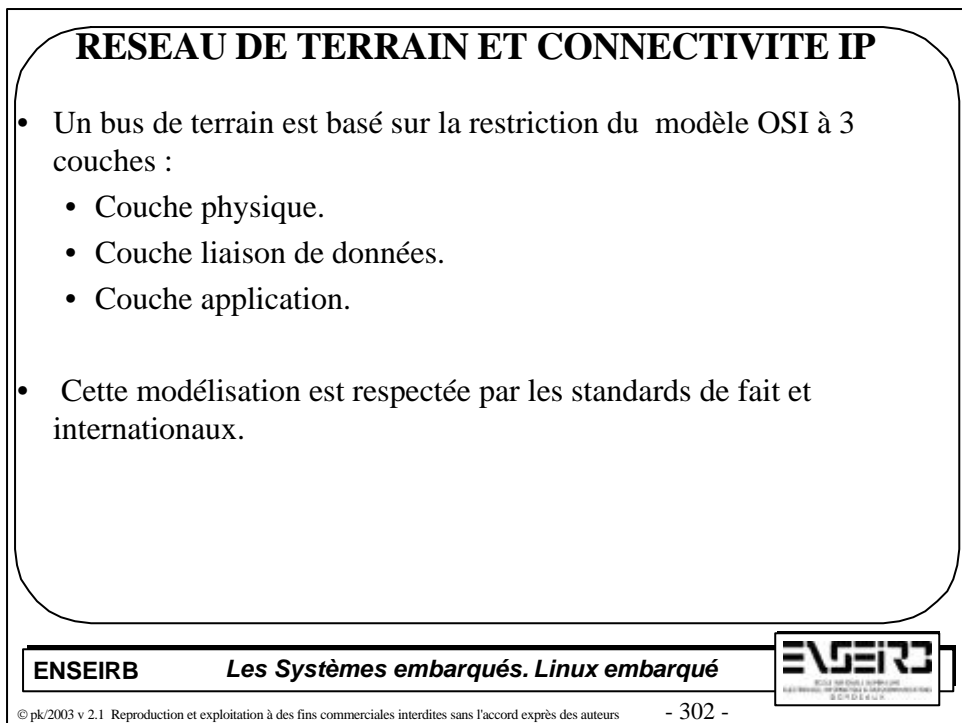 RESEAU DE TERRAIN ET CONNECTIVITE IP
• Un bus de terrain est basé sur la restriction du modèle OSI à 3
couches :
• Couche physique.
• Couche liaison de données.
• Couche application.
• Cette modélisation est respectée par les standards de fait et
internationaux.
ENSEIRB Les Systèmes embarqués. Linux embarqué
ENSEIRB
BORDEAUX
© pk/2003 v 2.1 Reproduction et exploitation à des fins commerciales interdites sans l'accord exprès des auteurs - 302 -